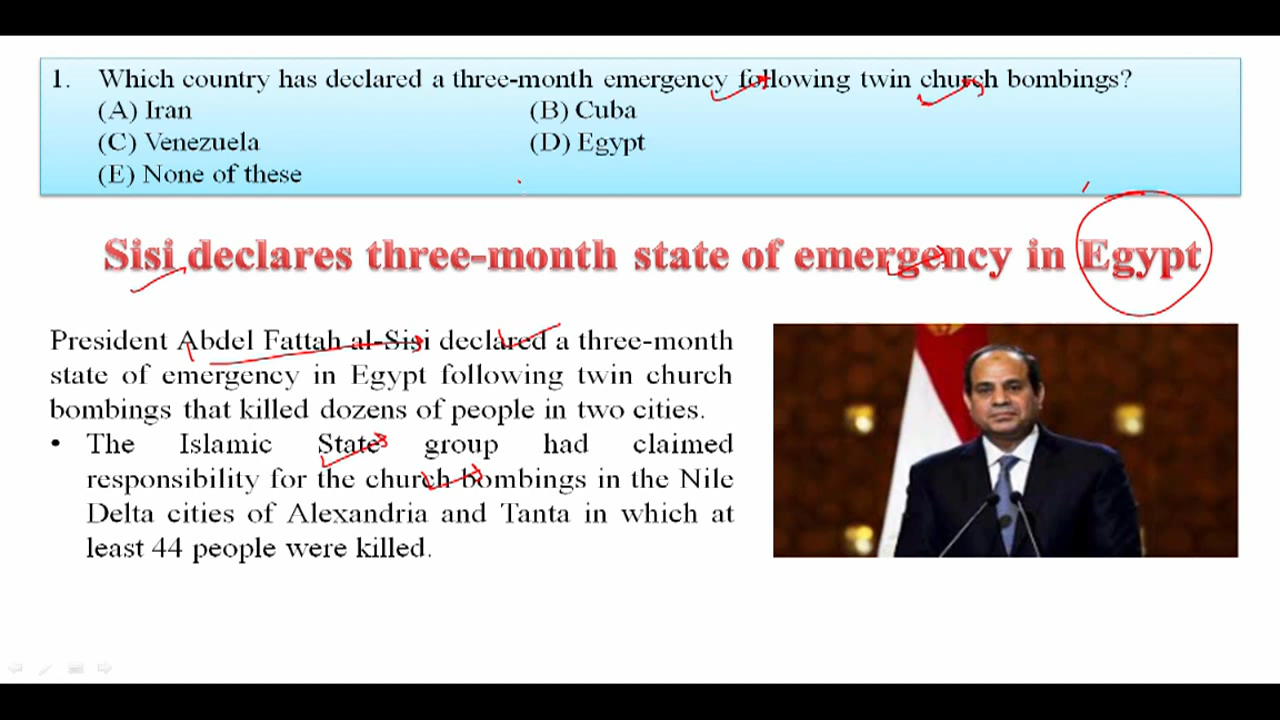 1. Which country has declared a three-month emergency following twin church bombings?
(A) Iran (B) Cuba
(C) Venezuela (D) Egypt
(E) None of these
Sisi declares three-month state of emergency in Egypt
President Abdel Fattah al-Sisi declared a three-month
state of emergency in Egypt following twin church
bombings that killed dozens of people in two cities.
• The Islamic State group had claimed
responsibility for the church bombings in the Nile
Delta cities of Alexandria and Tanta in which at
least 44 people were killed.